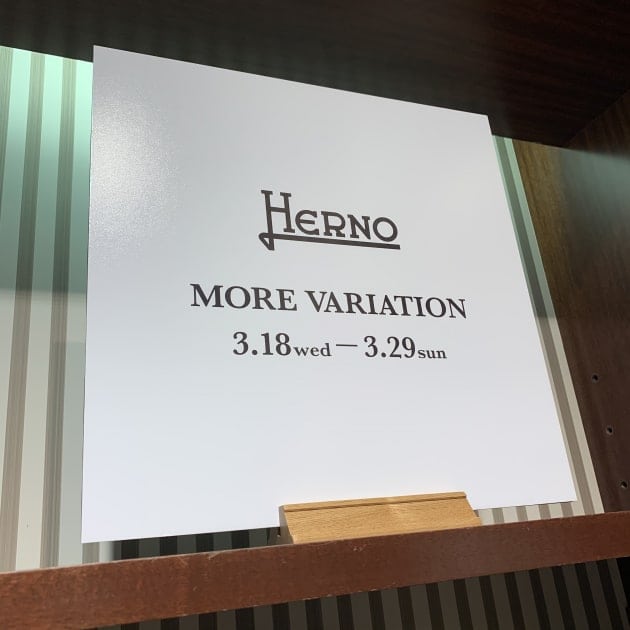 HERNO
MORE VARIATION
3.18wed—3.29sun